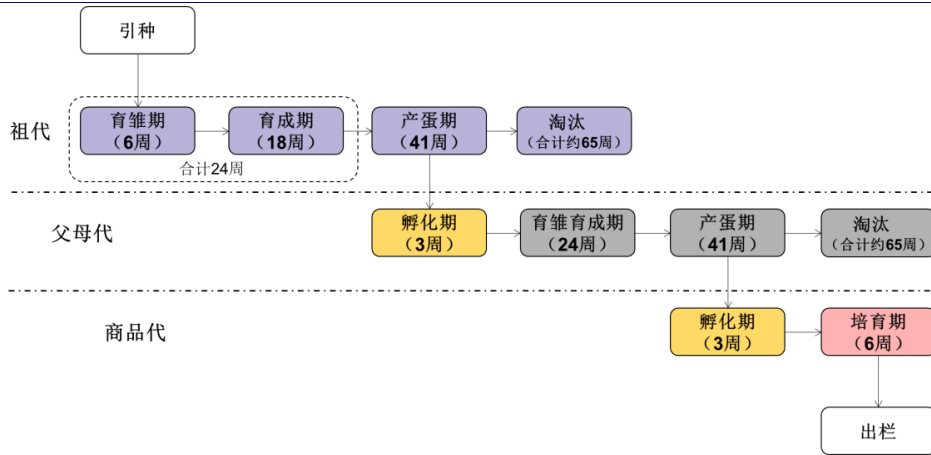 引种
祖代
育雏期
（6周）
育成期
（18周）
产蛋期
（41周）
淘汰
（合计约65周）
合计24周
父母代
孵化期
（3周）
育雏育成期
（24周）
产蛋期
（41周）
淘汰
（合计约65周）
商品代
孵化期
（3周）
培育期
（6周）
出栏